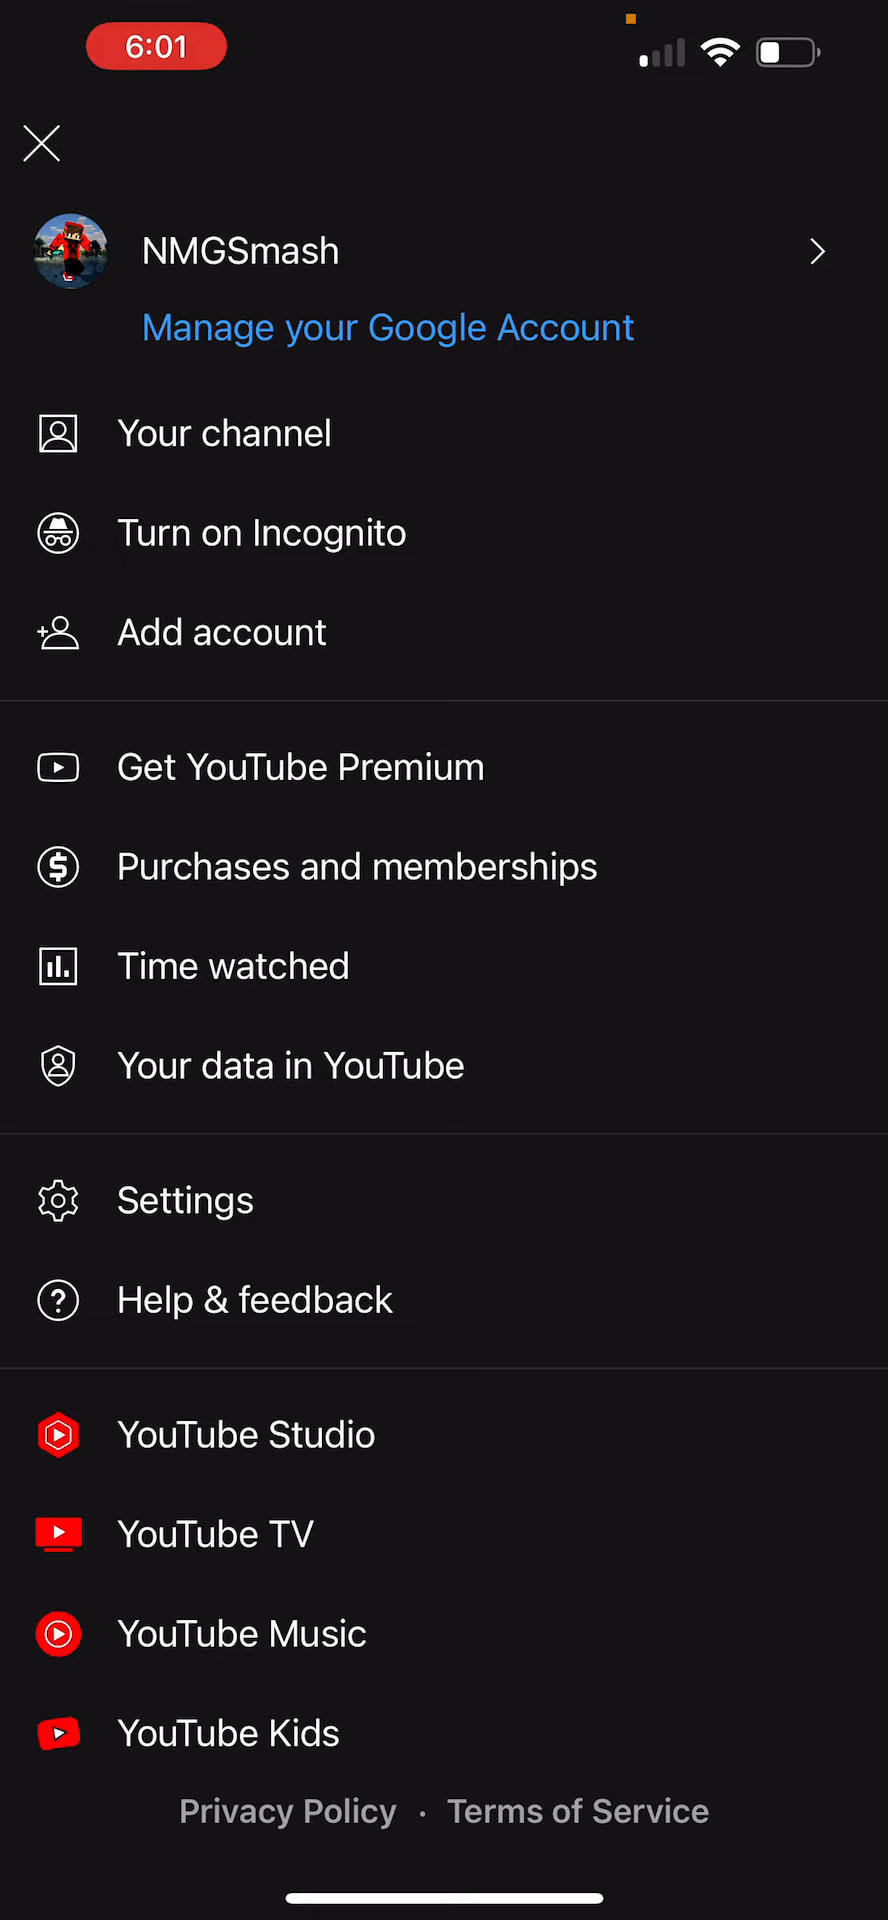 6:01
NMGSmash
Manage your Google Account
Your channel
Turn on Incognito
Add account
Get YouTube Premium
Purchases and memberships
Time watched
Your data in YouTube
Settings
Help & feedback
YouTube Studio
YouTube TV
YouTube Music
YouTube Kids
Privacy Policy · Terms of Service